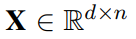 X ∈ ℝ^{d×n}